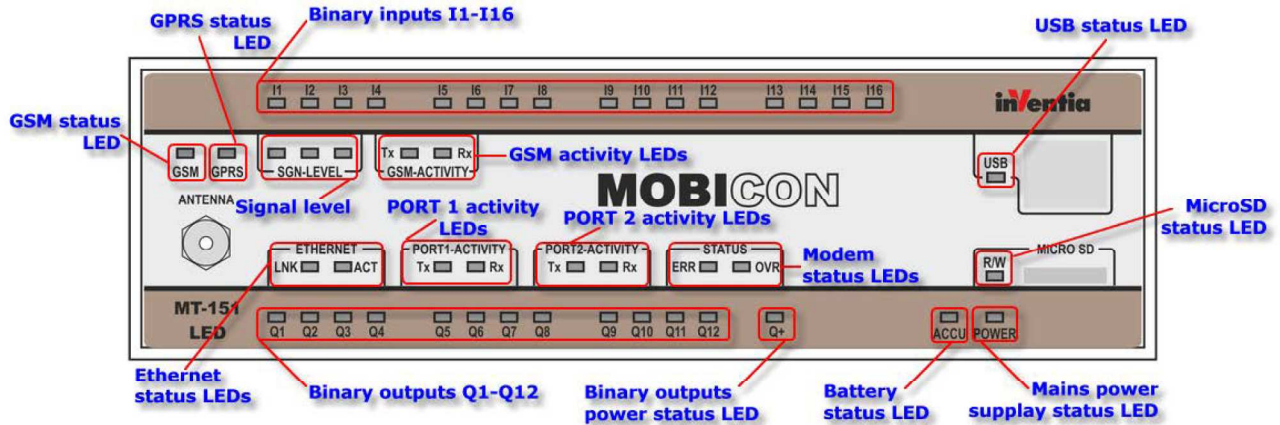 GPRS status
LED
Binary inputs I1-I16
USB status LED
I1 I2 I3 I4 I5 I6 I7 I8 I9 I10 I11 I12 I13 I14 I15 I16
inVentia
GSM status
LED
GSM GPRS SGN-LEVEL
Tx Rx
GSM-ACTIVITY
GSM activity LEDs
USB
MOBICON
ANTENNA
Signal level
PORT 1 activity
LEDs
PORT 2 activity LEDs
MicroSD
status LED
ETHERNET
LNK ACT
PORT1-ACTIVITY
Tx Rx
PORT2-ACTIVITY
Tx Rx
STATUS
ERR OVR
Modem
status LEDs
R/W
MICRO SD
MT-151
LED
Q1 Q2 Q3 Q4 Q5 Q6 Q7 Q8 Q9 Q10 Q11 Q12 Q+
ACCU POWER
Ethernet
status LEDs
Binary outputs Q1-Q12
Binary outputs
power status LED
Battery
status LED
Mains power
supplay status LED